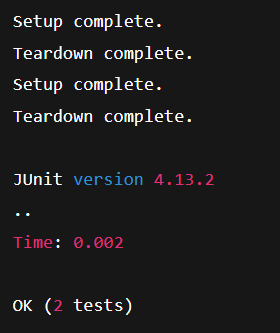 Setup complete.
Teardown complete.
Setup complete.
Teardown complete.
JUnit version 4.13.2
..
Time: 0.002
OK (2 tests)